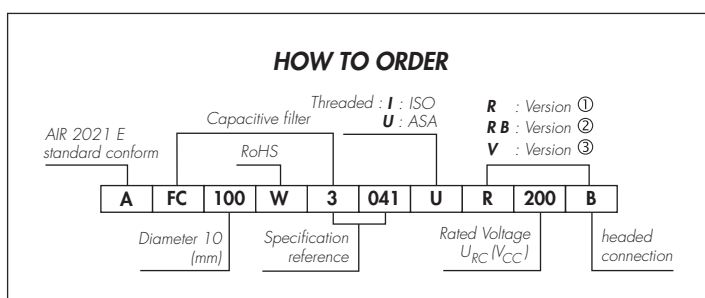 HOW TO ORDER
AIR 2021 E
standard conform
Capacitive filter
RoHS
Threaded : I : ISO
U : ASA
R : Version ①
R B : Version ②
V : Version ③
A FC 100 W 3 041 U R 200 B
Diameter 10
(mm)
Specification
reference
Rated Voltage
URC (VCC)
headed
connection